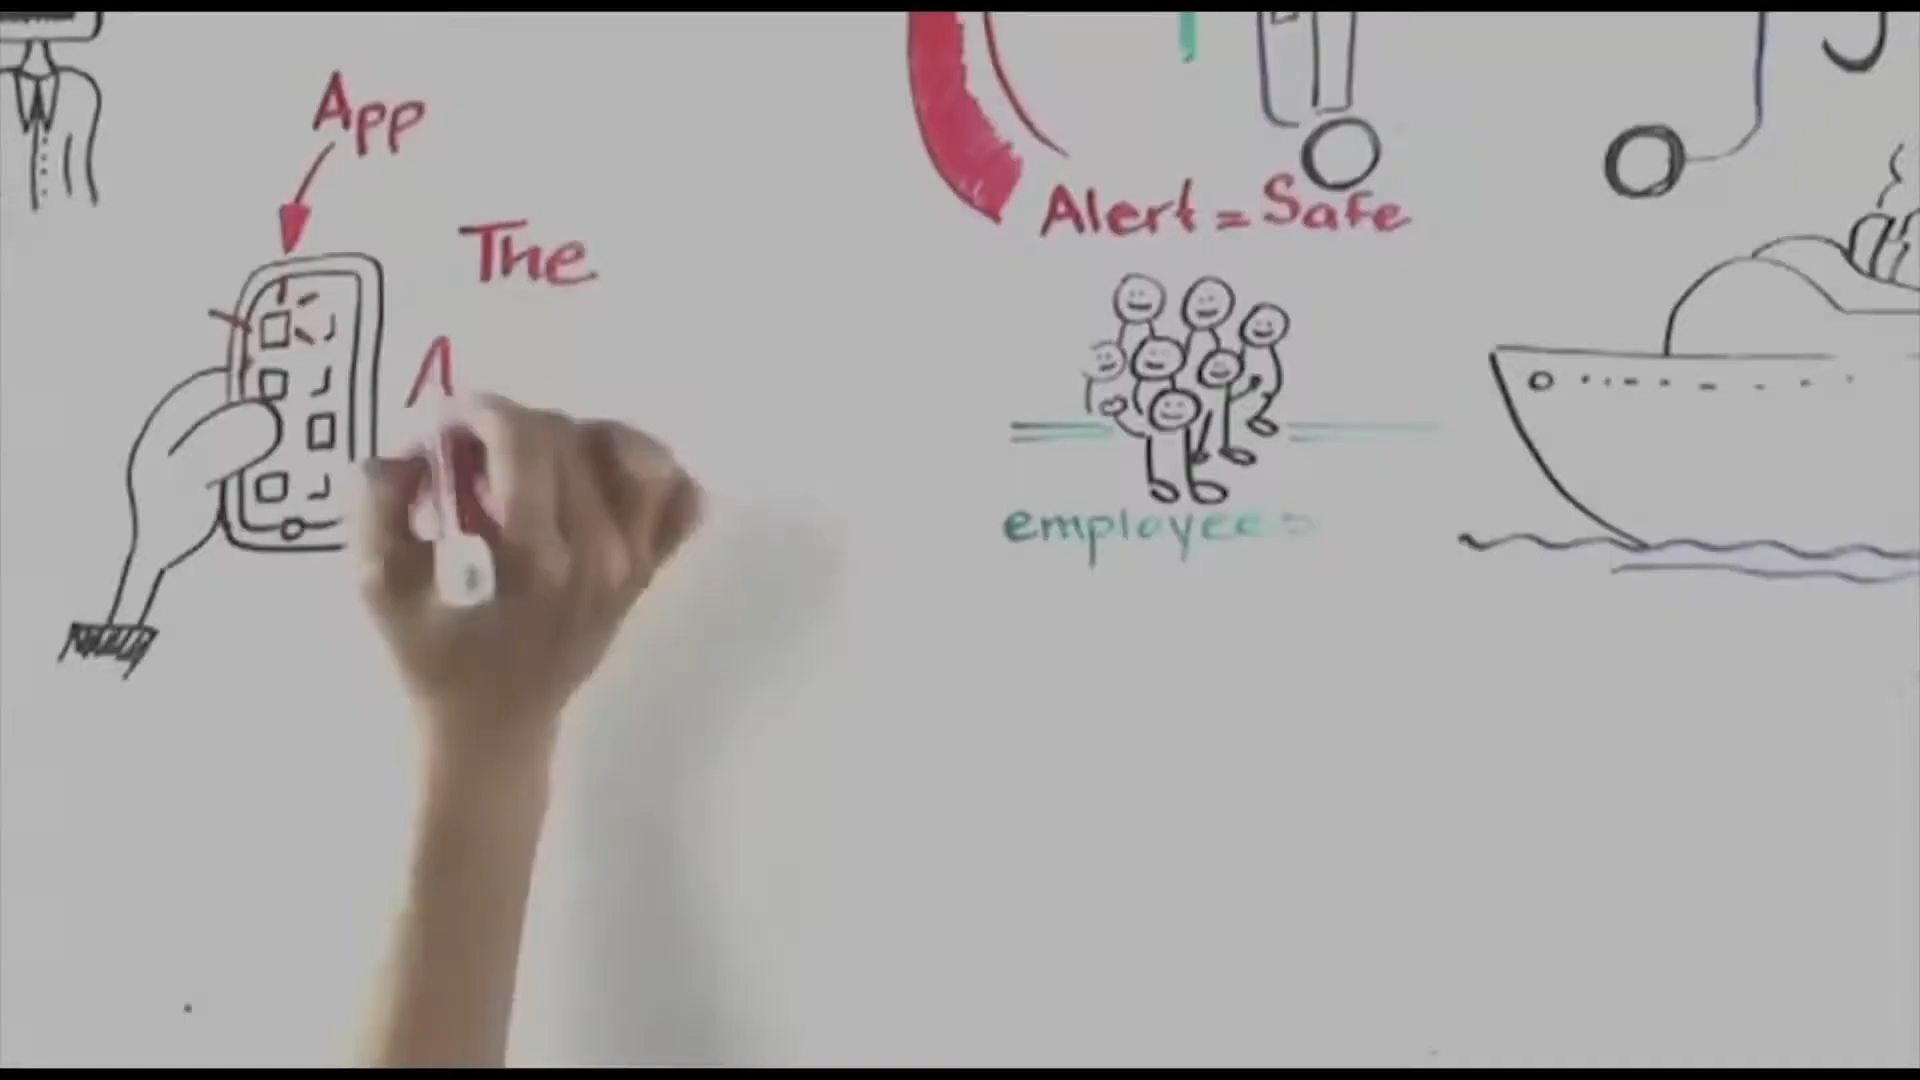 App
The
A
Alert = Safe
employees